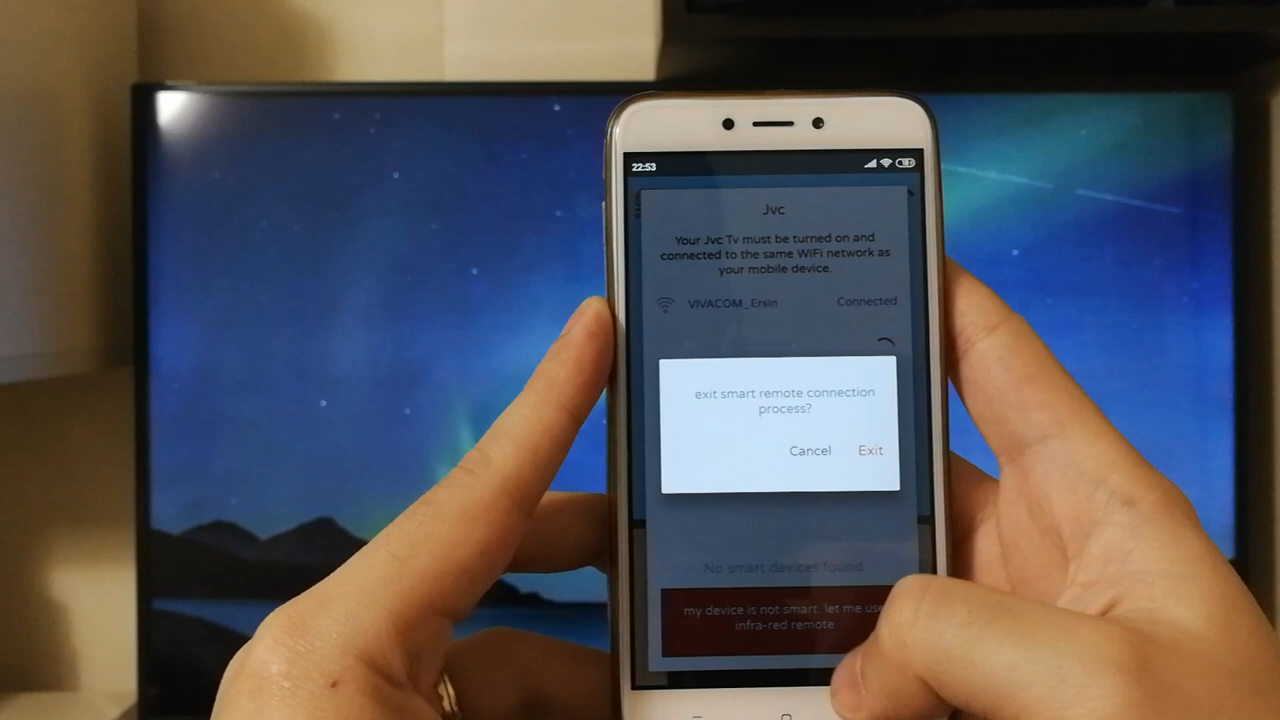 22:53
Jvc
Your Jvc Tv must be turned on and
connected to the same WiFi network as
your mobile device.
VIVACOM_Ersin Connected
exit smart remote connection
process?
Cancel Exit
No smart devices found
my device is not smart. let me use
infra-red remote